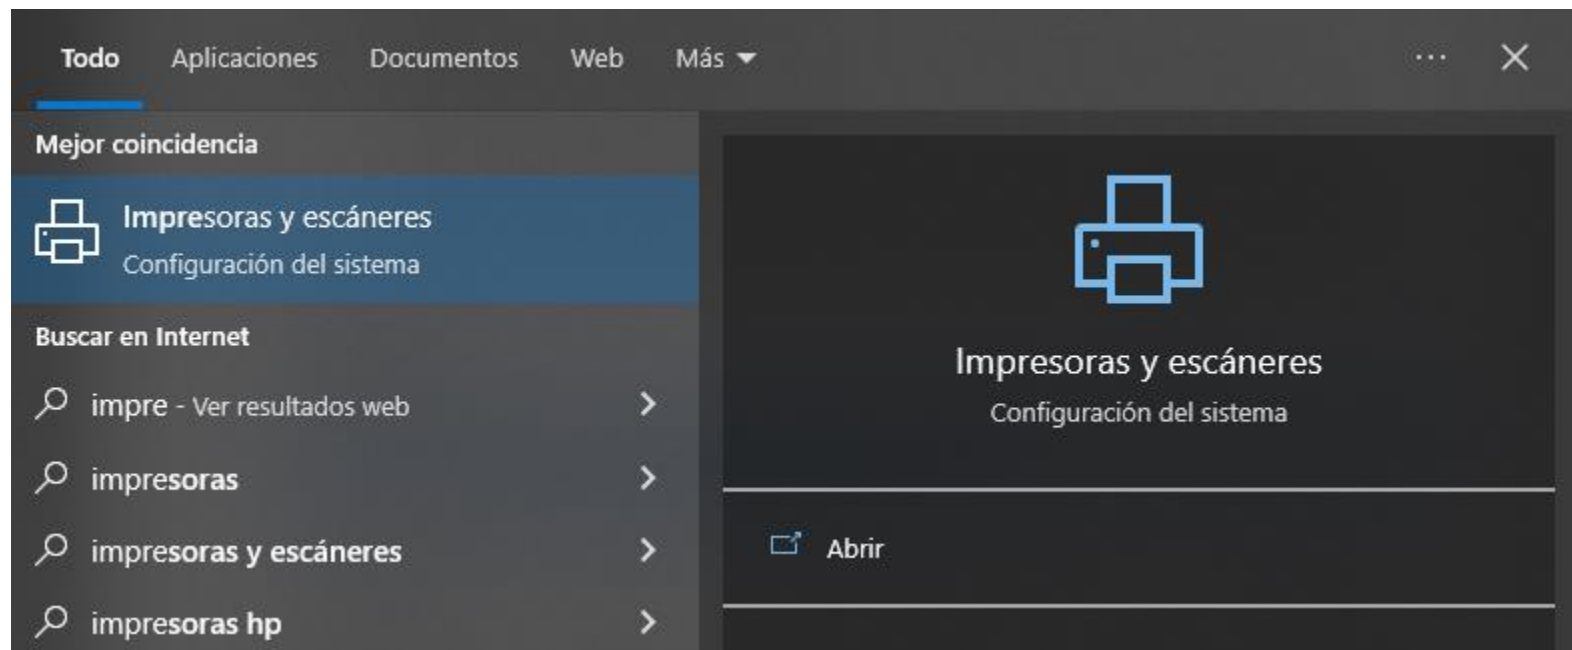 Todo Aplicaciones Documentos Web Más
Mejor coincidencia
Impresoras y escáneres
Configuración del sistema
Buscar en Internet
impre - Ver resultados web
impresoras
impresoras y escáneres
impresoras hp
Impresoras y escáneres
Configuración del sistema
Abrir